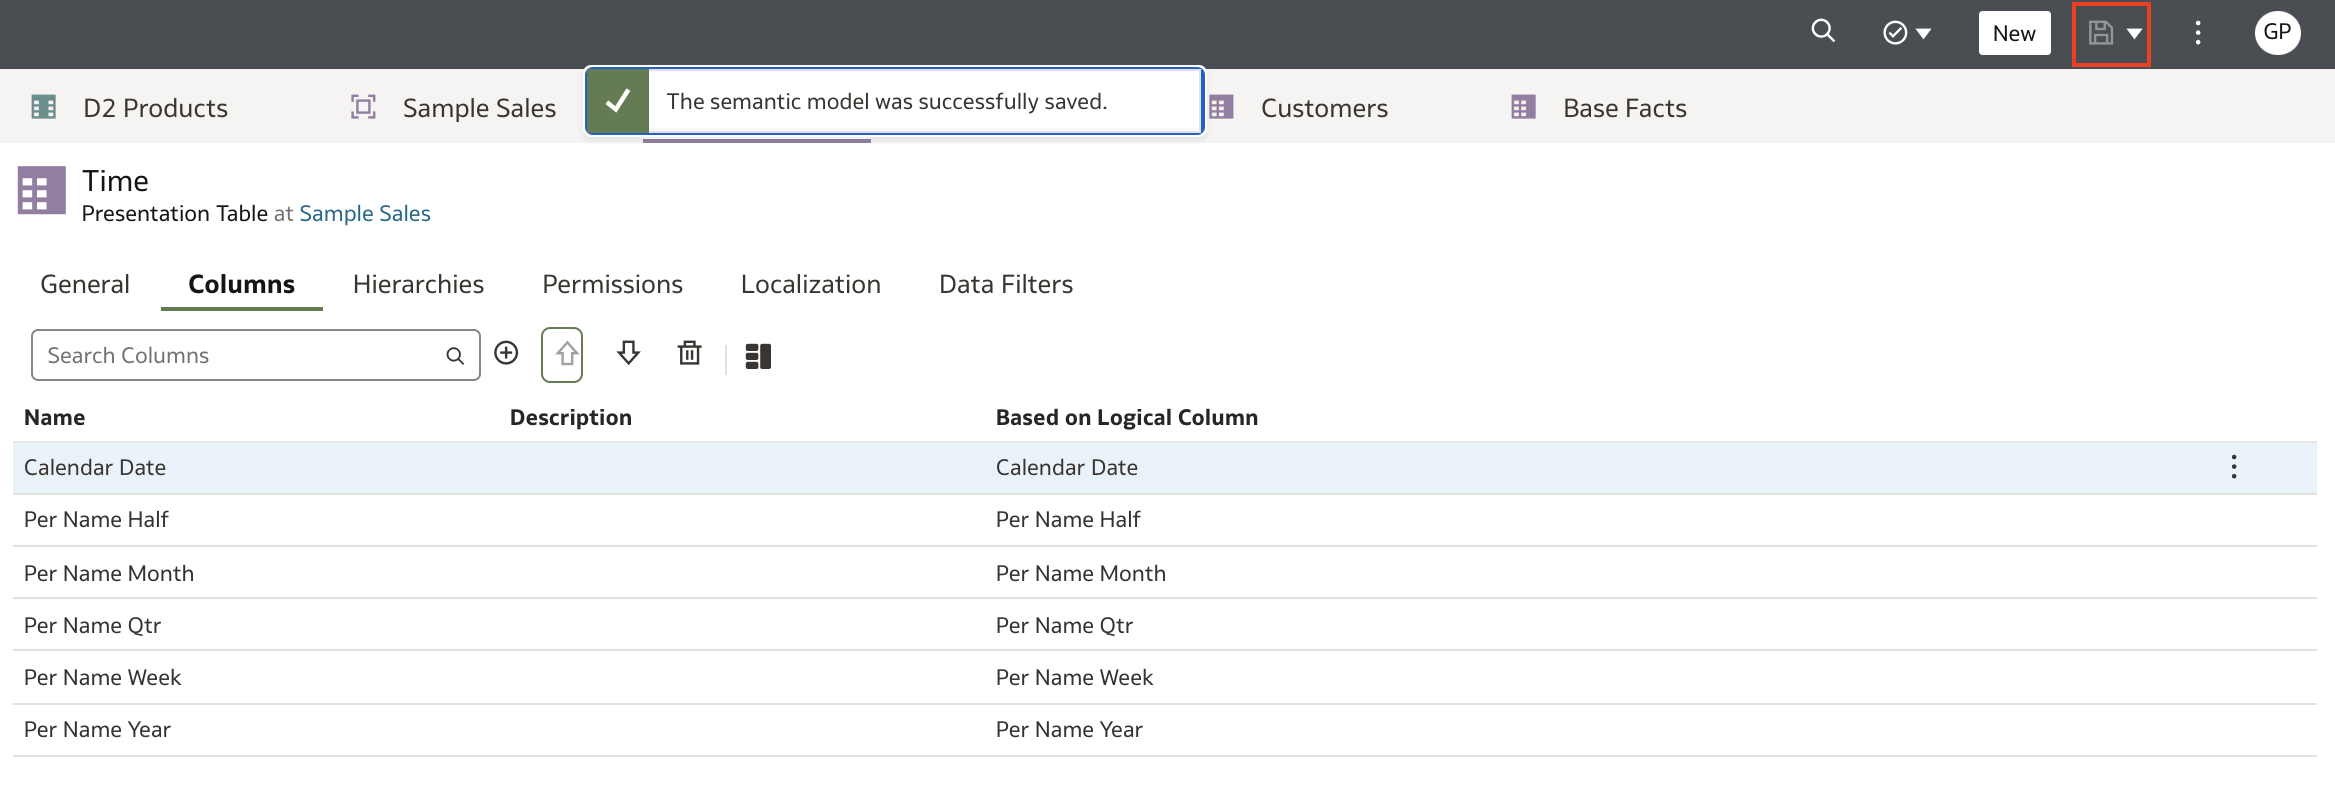 New
GP
D2 Products
Sample Sales
The semantic model was successfully saved.
Customers
Base Facts
Time
Presentation Table at Sample Sales
General Columns Hierarchies Permissions Localization Data Filters
Search Columns
Name Description Based on Logical Column
Calendar Date Calendar Date
Per Name Half Per Name Half
Per Name Month Per Name Month
Per Name Qtr Per Name Qtr
Per Name Week Per Name Week
Per Name Year Per Name Year